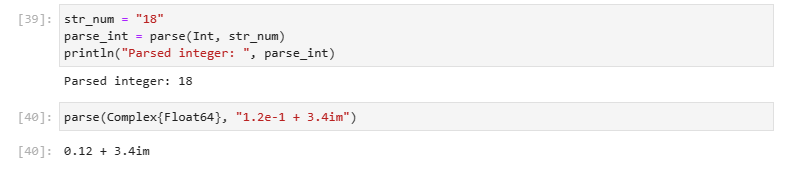 [39]: str_num = "18"
parse_int = parse(Int, str_num)
println("Parsed integer: ", parse_int)
Parsed integer: 18
[40]: parse(Complex{Float64}, "1.2e-1 + 3.4im")
[40]: 0.12 + 3.4im